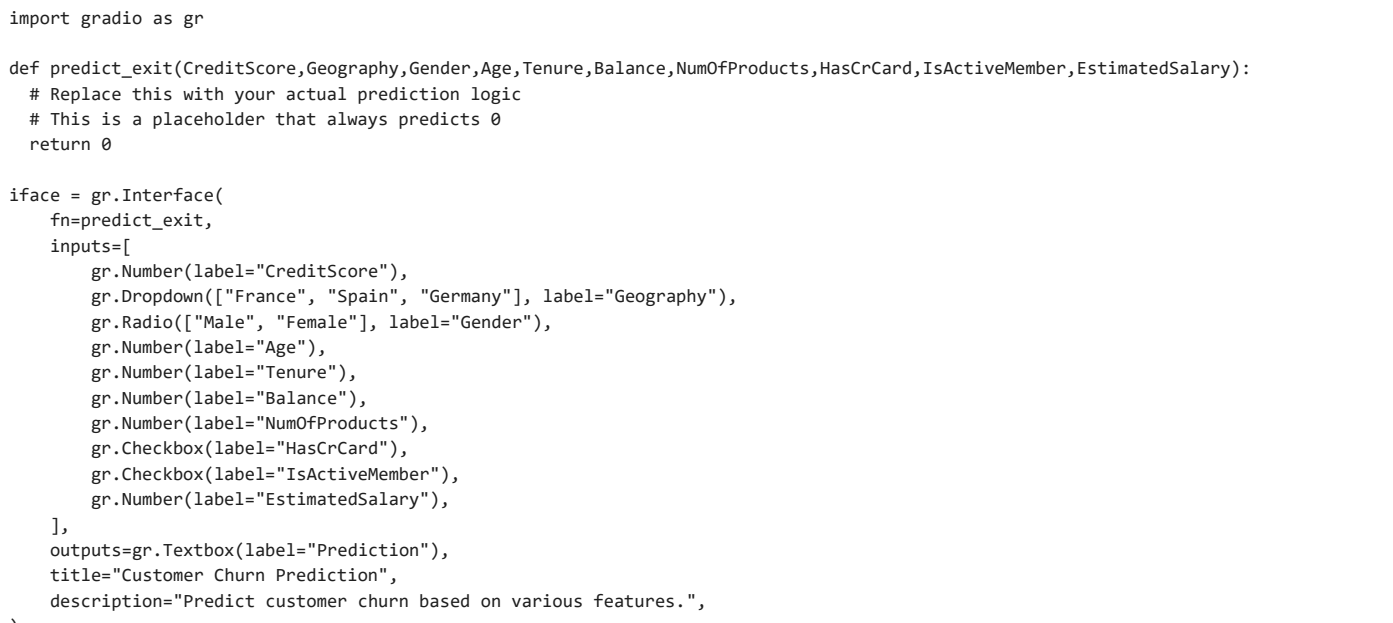 import gradio as gr
def predict_exit(CreditScore,Geography,Gender,Age,Tenure,Balance,NumOfProducts,HasCrCard,IsActiveMember,EstimatedSalary):
  # Replace this with your actual prediction logic
  # This is a placeholder that always predicts 0
  return 0
iface = gr.Interface(
    fn=predict_exit,
    inputs=[
        gr.Number(label="CreditScore"),
        gr.Dropdown(["France", "Spain", "Germany"], label="Geography"),
        gr.Radio(["Male", "Female"], label="Gender"),
        gr.Number(label="Age"),
        gr.Number(label="Tenure"),
        gr.Number(label="Balance"),
        gr.Number(label="NumOfProducts"),
        gr.Checkbox(label="HasCrCard"),
        gr.Checkbox(label="IsActiveMember"),
        gr.Number(label="EstimatedSalary"),
    ],
    outputs=gr.Textbox(label="Prediction"),
    title="Customer Churn Prediction",
    description="Predict customer churn based on various features.",
)